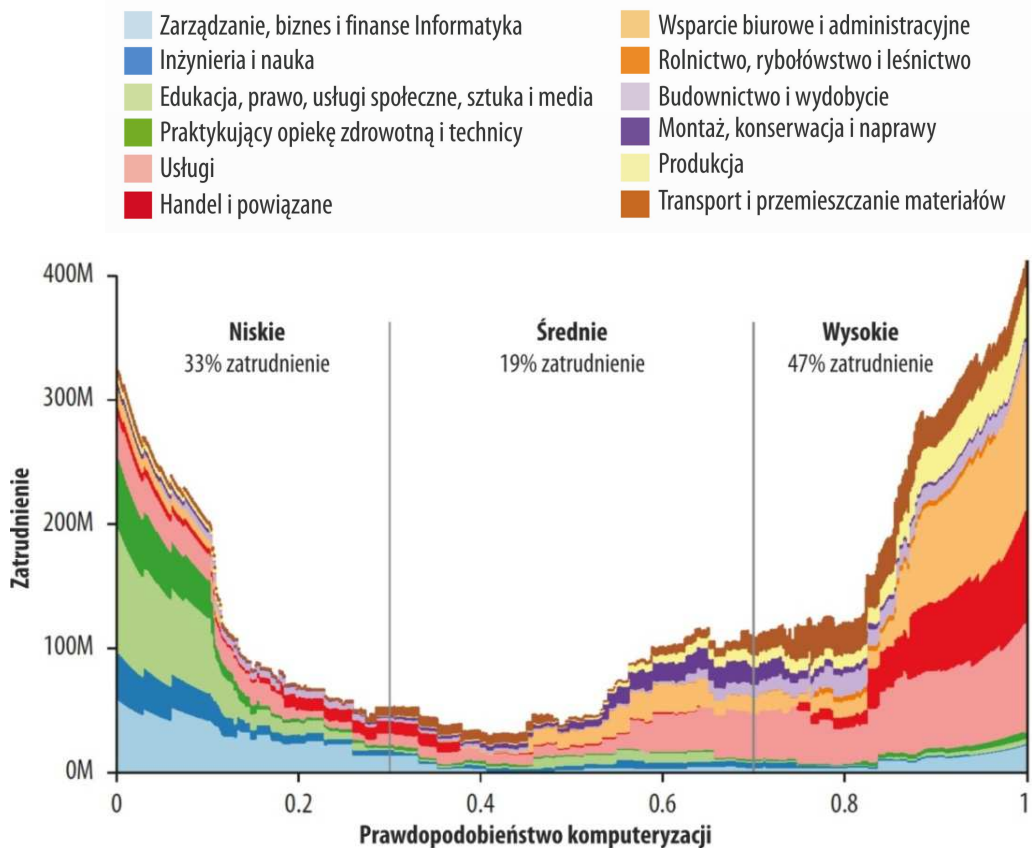 Zarządzanie, biznes i finanse Informatyka
Inżynieria i nauka
Edukacja, prawo, usługi społeczne, sztuka i media
Praktykujący opiekę zdrowotną i technicy
Usługi
Handel i powiązane
Wsparcie biurowe i administracyjne
Rolnictwo, rybołówstwo i leśnictwo
Budownictwo i wydobycie
Montaż, konserwacja i naprawy
Produkcja
Transport i przemieszczanie materiałów
400M
300M
200M
100M
0M
Zatrudnienie
Niskie
33% zatrudnienie
Średnie
19% zatrudnienie
Wysokie
47% zatrudnienie
0
0.2
0.4
0.6
0.8
1
Prawdopodobieństwo komputeryzacji